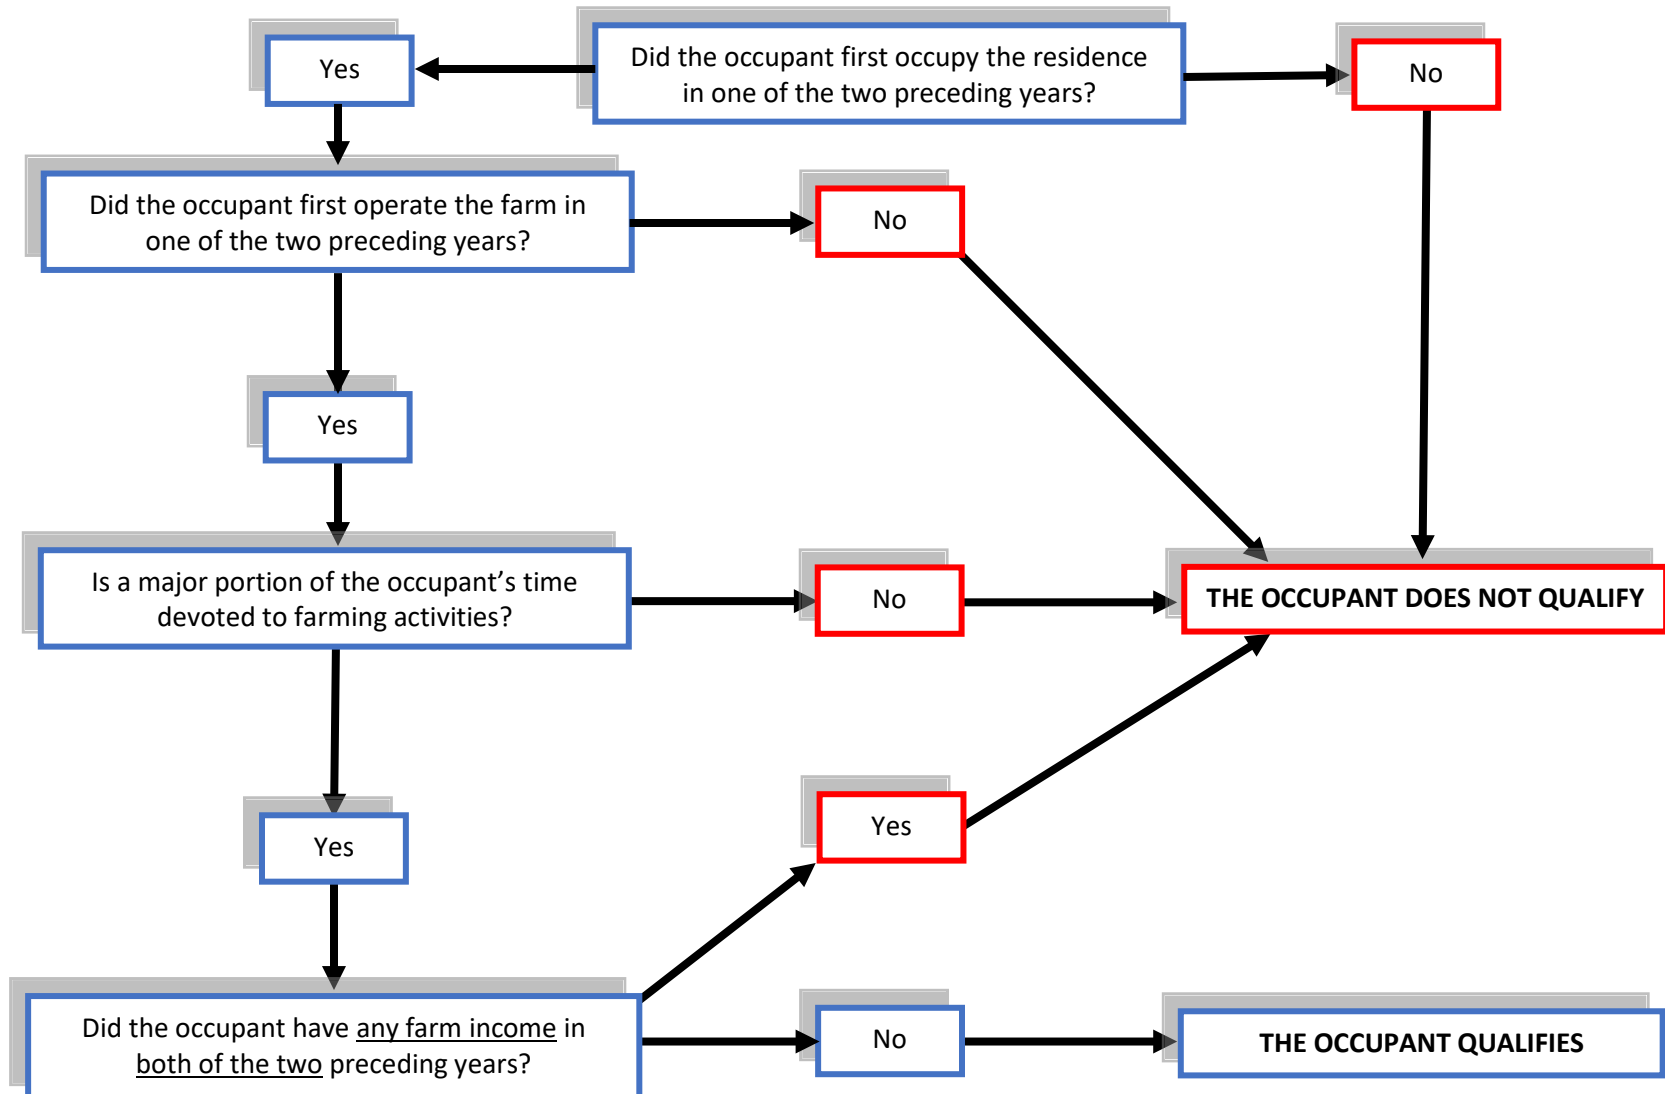 Yes
Did the occupant first occupy the residence
in one of the two preceding years?
No
Did the occupant first operate the farm in
one of the two preceding years?
No
Yes
Is a major portion of the occupant’s time
devoted to farming activities?
No
THE OCCUPANT DOES NOT QUALIFY
Yes
Yes
Did the occupant have any farm income in
both of the two preceding years?
No
THE OCCUPANT QUALIFIES